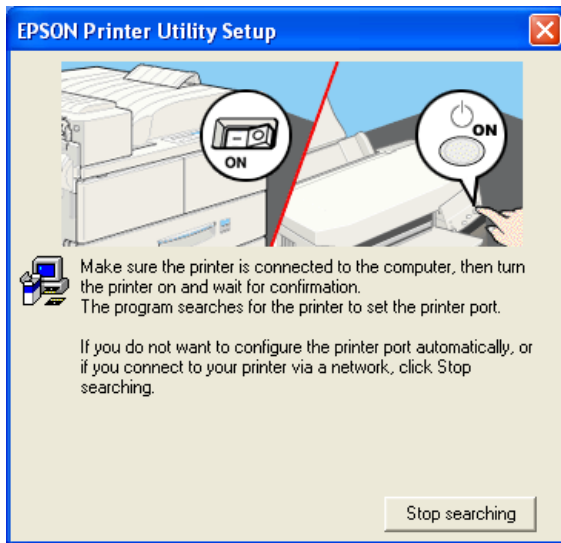 EPSON Printer Utility Setup
ON
ON
Make sure the printer is connected to the computer, then turn
the printer on and wait for confirmation.
The program searches for the printer to set the printer port.
If you do not want to configure the printer port automatically, or
if you connect to your printer via a network, click Stop
searching.
Stop searching